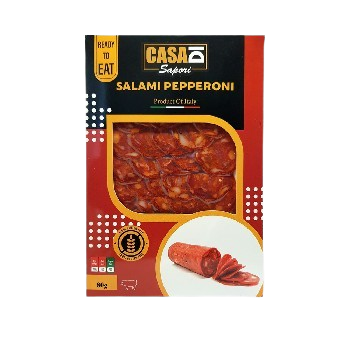 READY
TO
EAT
CASA DI
Sapori
SALAMI PEPPERONI
Product Of Italy
80g